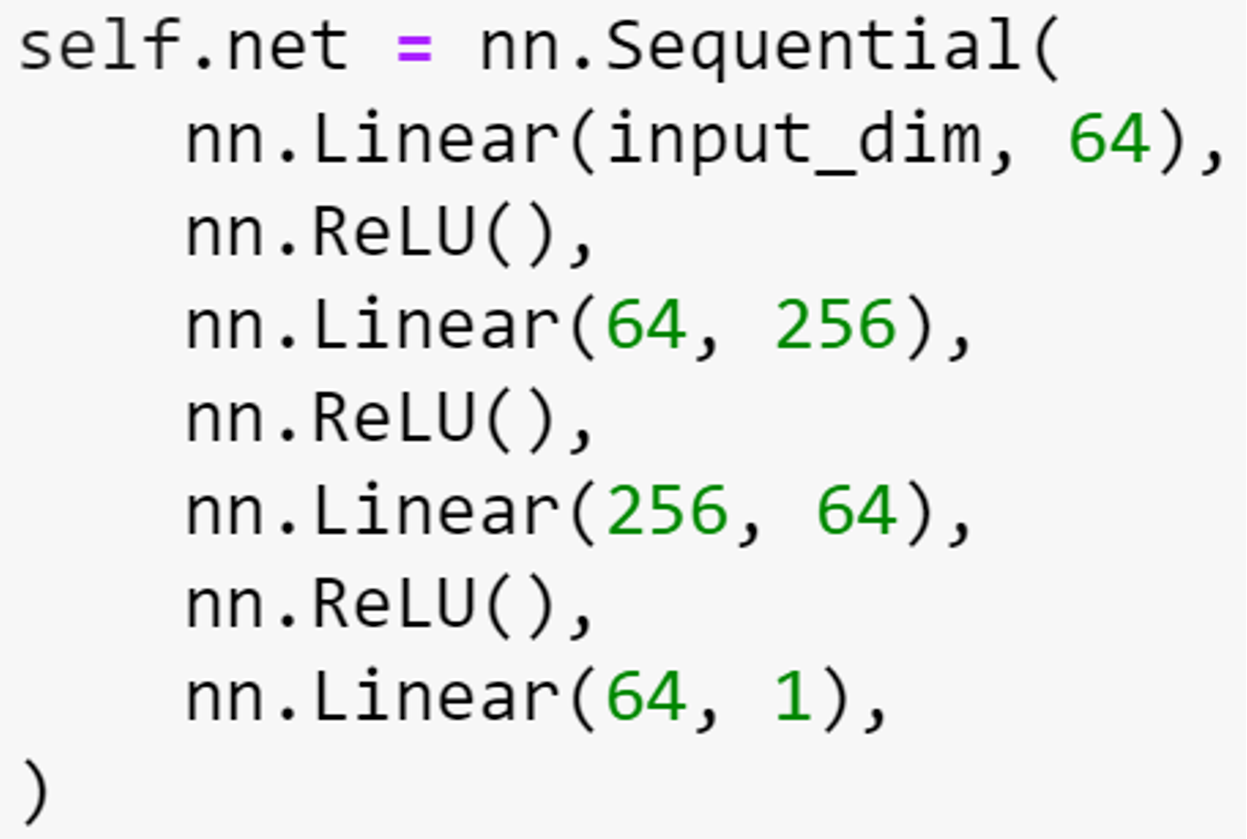 self.net = nn.Sequential(
    nn.Linear(input_dim, 64),
    nn.ReLU(),
    nn.Linear(64, 256),
    nn.ReLU(),
    nn.Linear(256, 64),
    nn.ReLU(),
    nn.Linear(64, 1),
)